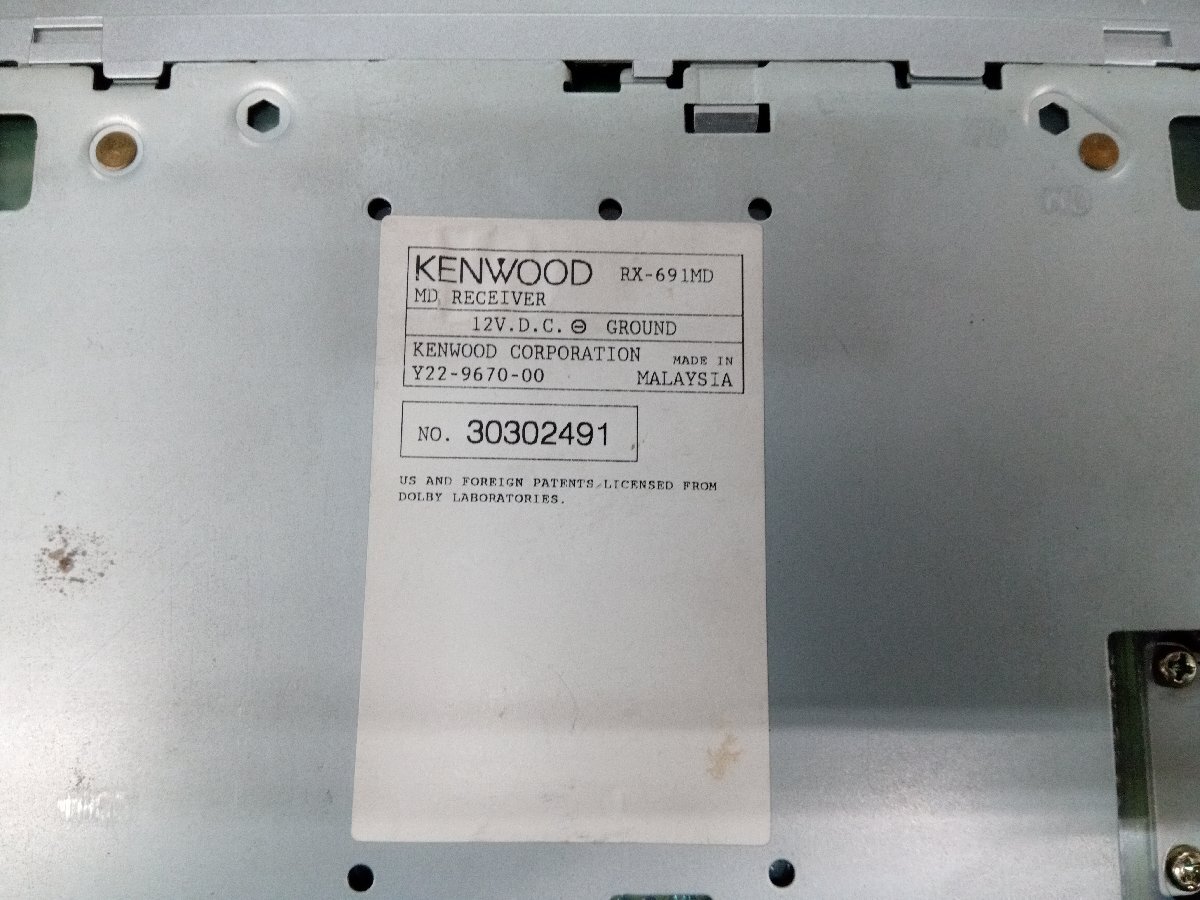 KENWOOD RX-691MD
MD RECEIVER
12V.D.C. ⊖ GROUND
KENWOOD CORPORATION MADE IN
Y22-9670-00 MALAYSIA
NO. 30302491
US AND FOREIGN PATENTS LICENSED FROM
DOLBY LABORATORIES.